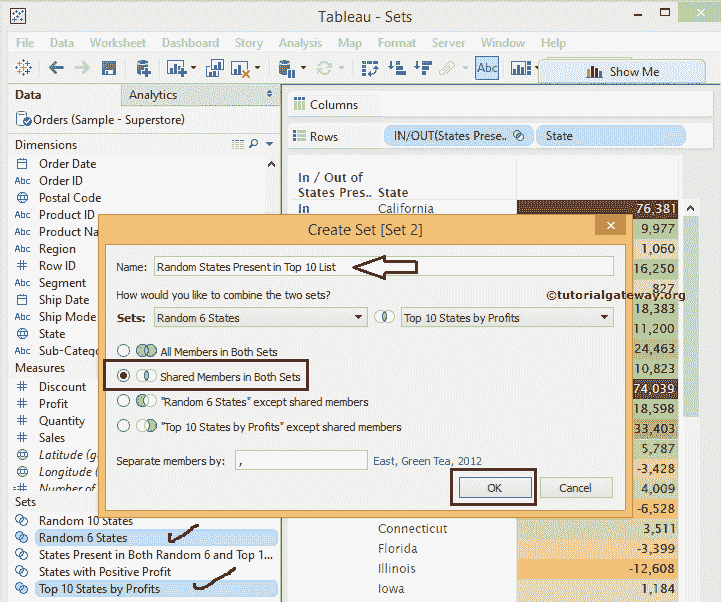 Tableau - Sets
File Data Worksheet Dashboard Story Analysis Map Format Server Window Help
Abc
Show Me
Data
Analytics
Orders (Sample - Superstore)
Dimensions
Order Date
Abc Order ID
Postal Code
Abc Product ID
Abc Product Na
Abc Region
# Row ID
Abc Segment
Ship Date
Abc Ship Mode
State
Abc Sub-Catego
Measures
# Discount
# Profit
# Quantity
# Sales
Latitude (g
Longitude (
Number of
Sets
Random 10 States
Random 6 States
States Present in Both Random 6 and Top 1...
States with Positive Profit
Top 10 States by Profits
Columns
Rows
IN/OUT(States Prese..
State
In / Out of
States Pres.. State
In California 76,381
9,977
1,060
16,250
827
©tutorialgateway.org
18,383
11,200
24,463
10,823
74,039
18,598
33,403
5,787
-3,428
4,009
-6,528
Connecticut 3,511
Florida -3,399
Illinois -12,608
Iowa 1,184
Create Set [Set 2]
Name: Random States Present in Top 10 List
How would you like to combine the two sets?
Sets: Random 6 States Top 10 States by Profits
All Members in Both Sets
Shared Members in Both Sets
"Random 6 States" except shared members
"Top 10 States by Profits" except shared members
Separate members by: , East, Green Tea, 2012
OK
Cancel